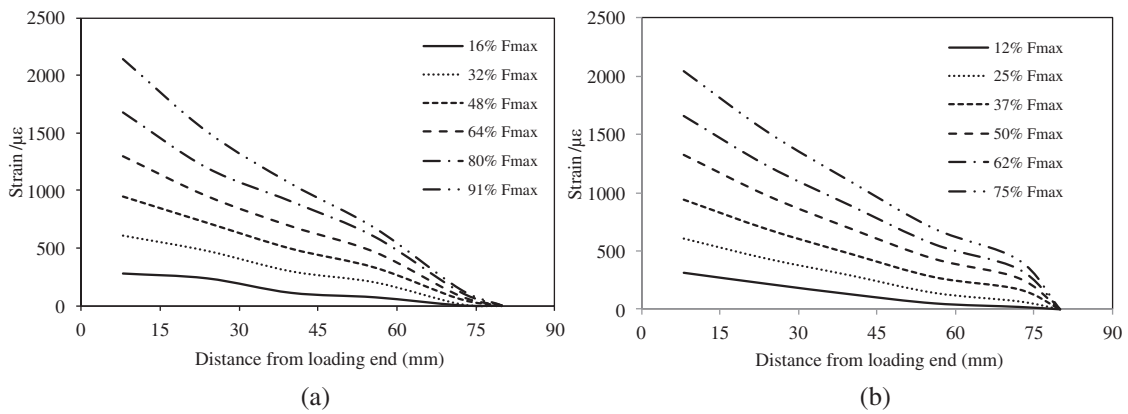 2500
2000
1500
1000
500
0
Strain /με
16% Fmax
32% Fmax
48% Fmax
64% Fmax
80% Fmax
91% Fmax
0 15 30 45 60 75 90
Distance from loading end (mm)
(a)
2500
2000
1500
1000
500
0
Strain /με
12% Fmax
25% Fmax
37% Fmax
50% Fmax
62% Fmax
75% Fmax
0 15 30 45 60 75 90
Distance from loading end (mm)
(b)